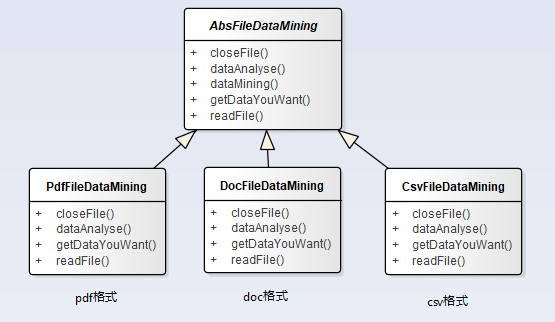 AbsFileDataMining
+ closeFile()
+ dataAnalyse()
+ dataMining()
+ getDataYouWant()
+ readFile()
PdfFileDataMining
+ closeFile()
+ dataAnalyse()
+ getDataYouWant()
+ readFile()
DocFileDataMining
+ closeFile()
+ dataAnalyse()
+ getDataYouWant()
+ readFile()
CsvFileDataMining
+ closeFile()
+ dataAnalyse()
+ getDataYouWant()
+ readFile()
pdf格式
doc格式
csv格式